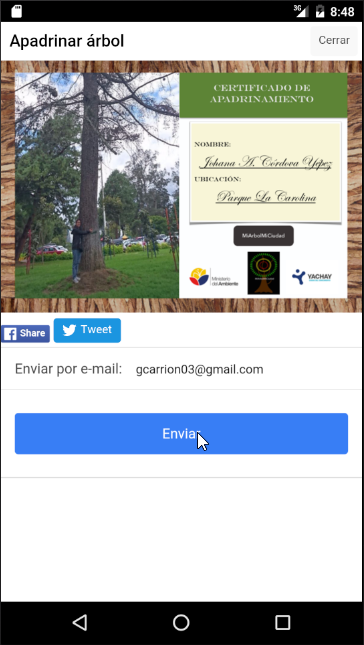 3G 8:48
Apadrinar árbol
Cerrar
CERTIFICADO DE
APADRINAMIENTO
NOMBRE:
Johana A. Córdova Yépez
UBICACIÓN:
Parque La Carolina
MiArbolMiCiudad
Ministerio
del Ambiente
YACHAY
Share
Tweet
Enviar por e-mail: gcarrion03@gmail.com
Enviar